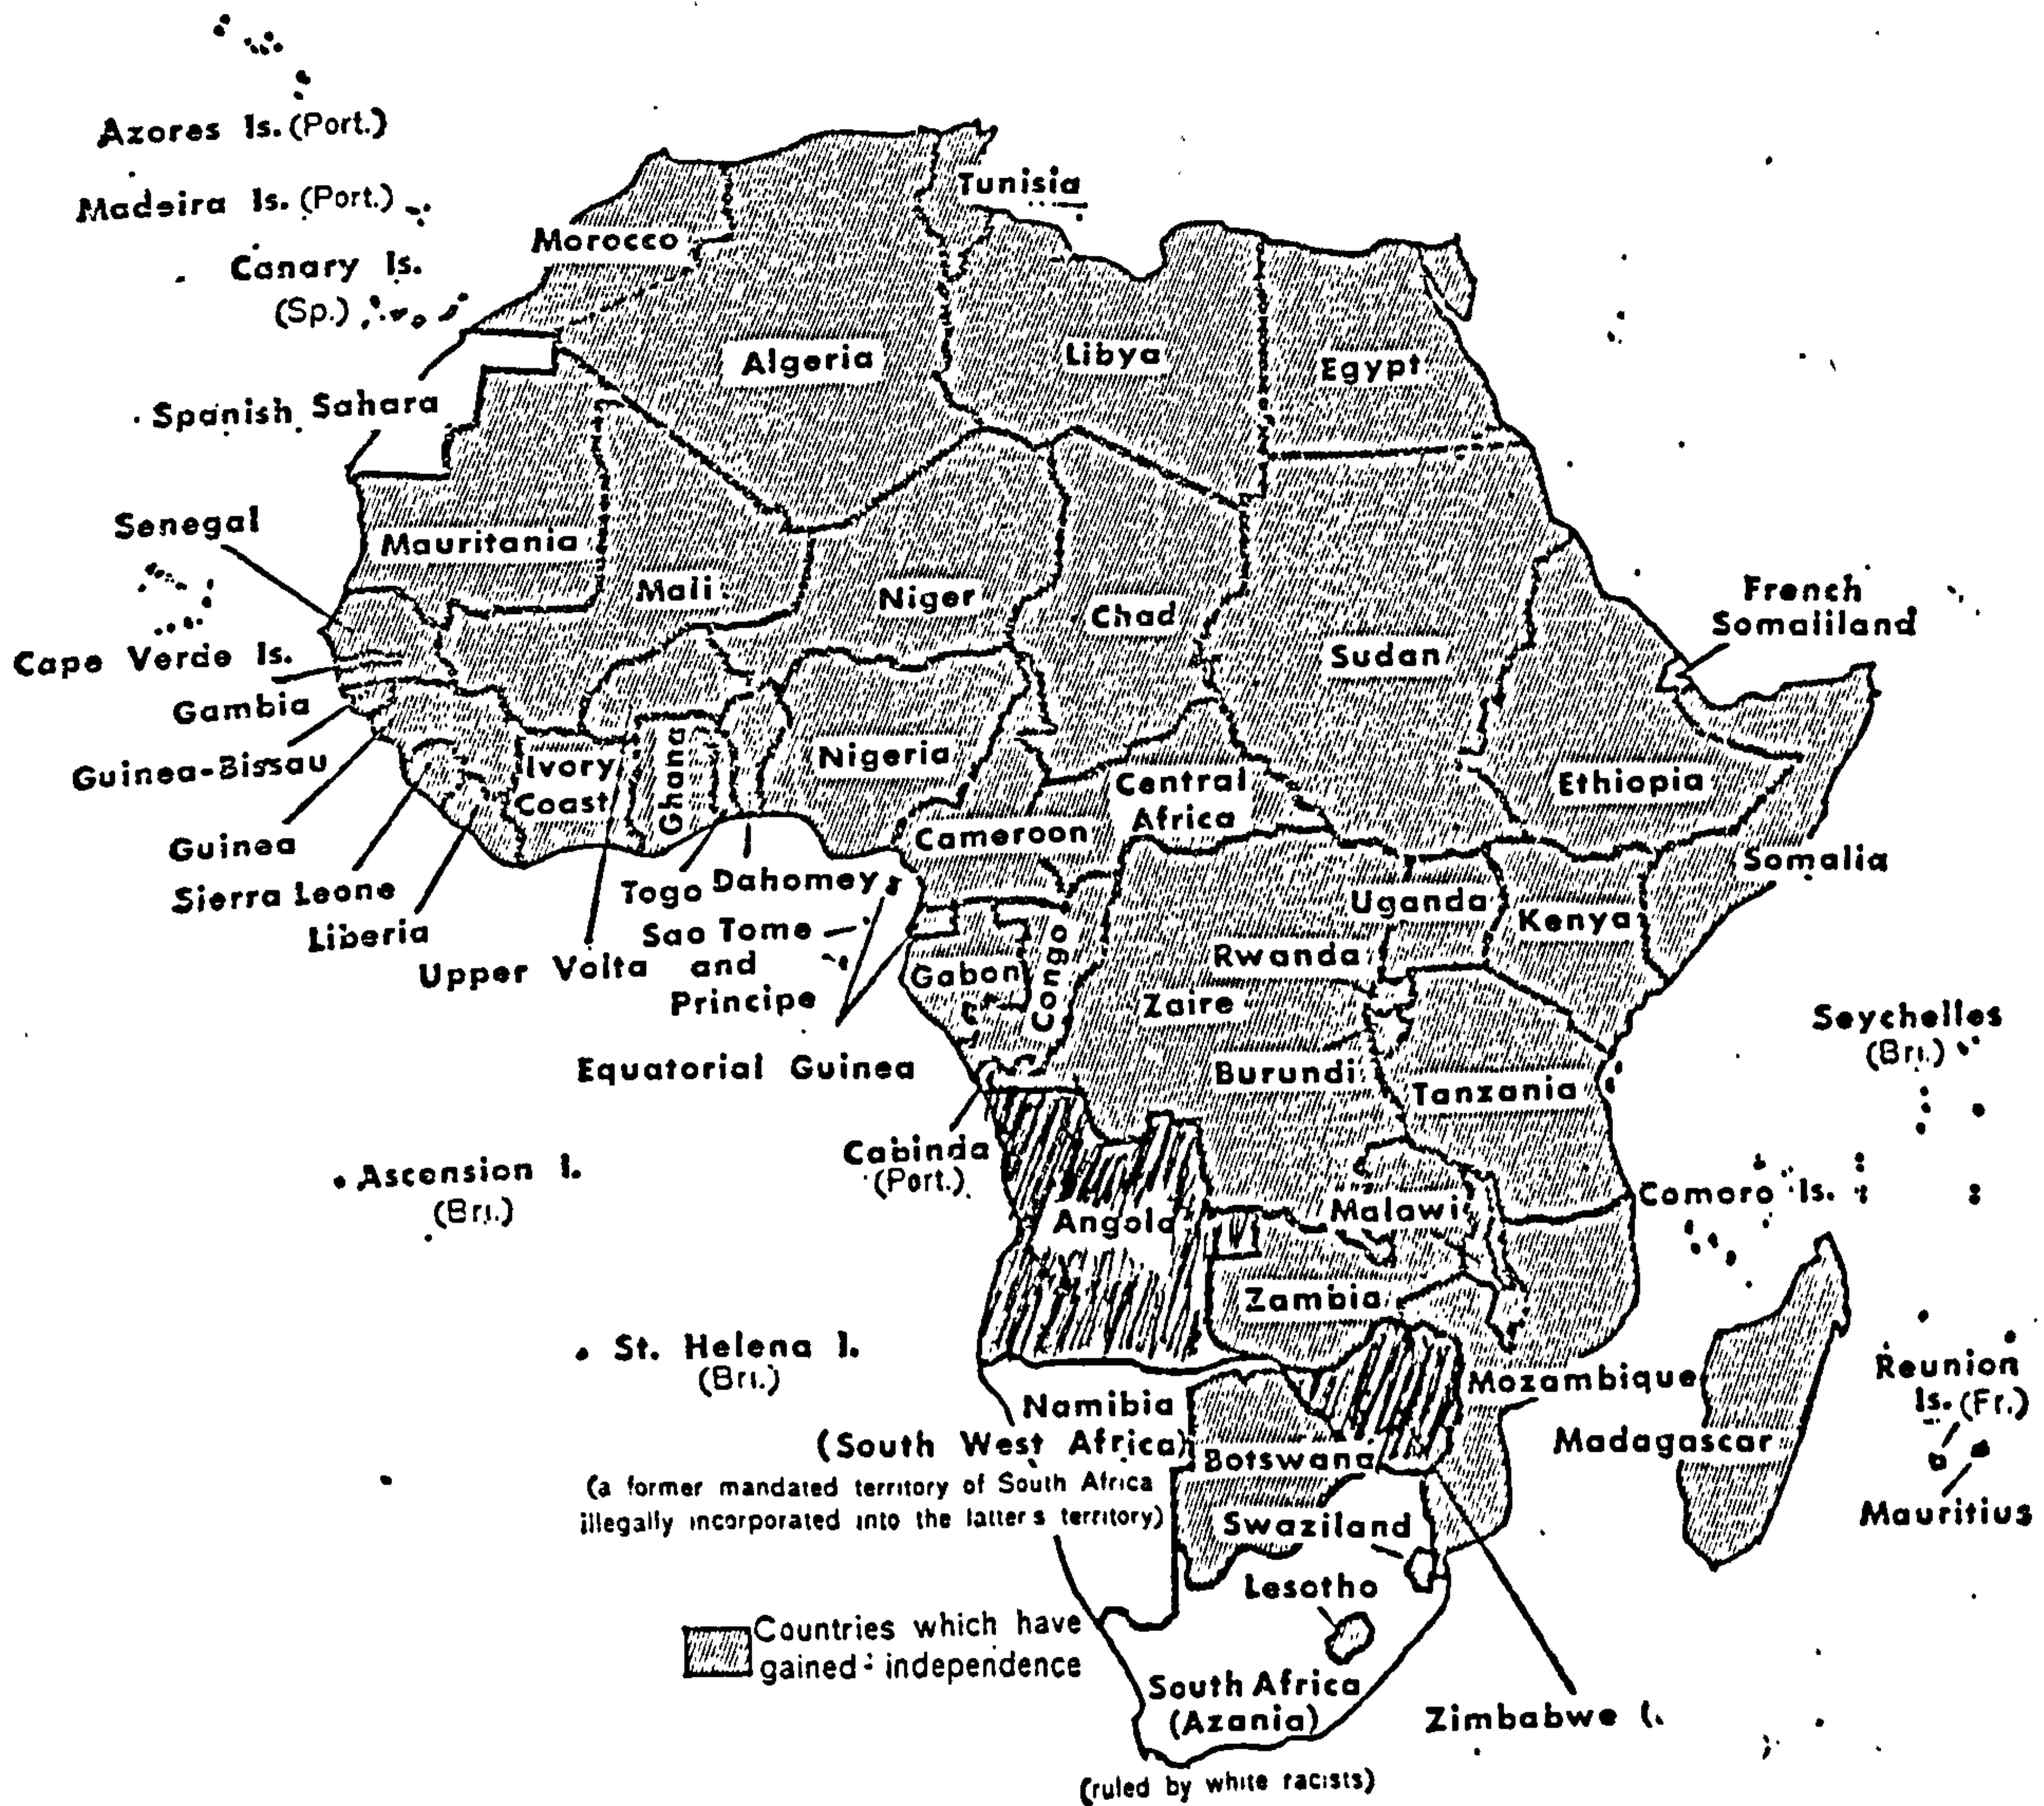 Azores Is. (Port.)
Madeira Is. (Port.)
Canary Is.
(Sp.)
Tunisia
Morocco
Algeria
Libya
Egypt
Spanish Sahara
Senegal
Mauritania
Mali
Niger
Chad
Sudan
French
Somaliland
Cape Verde Is.
Gambia
Guinea-Bissau
Guinea
Sierra Leone
Liberia
Ivory
Coast
Ghana
Upper Volta
Togo
Dahomey
Nigeria
Central
Africa
Cameroon
Ethiopia
Somalia
Uganda
Kenya
Sao Tome
and
Principe
Gabon
Congo
Rwanda
Zaire
Equatorial Guinea
Burundi
Tanzania
Seychelles
(Bri.)
Cabinda
(Port.)
Ascension I.
(Bri.)
Angola
Malawi
Comoro Is.
Zambia
St. Helena I.
(Bri.)
Namibia
(South West Africa)
(a former mandated territory of South Africa
illegally incorporated into the latters territory)
Botswana
Mozambique
Madagascar
Reunion
Is. (Fr.)
Mauritius
Swaziland
Lesotho
Countries which have
gained independence
South Africa
(Azania)
(ruled by white racists)
Zimbabwe (